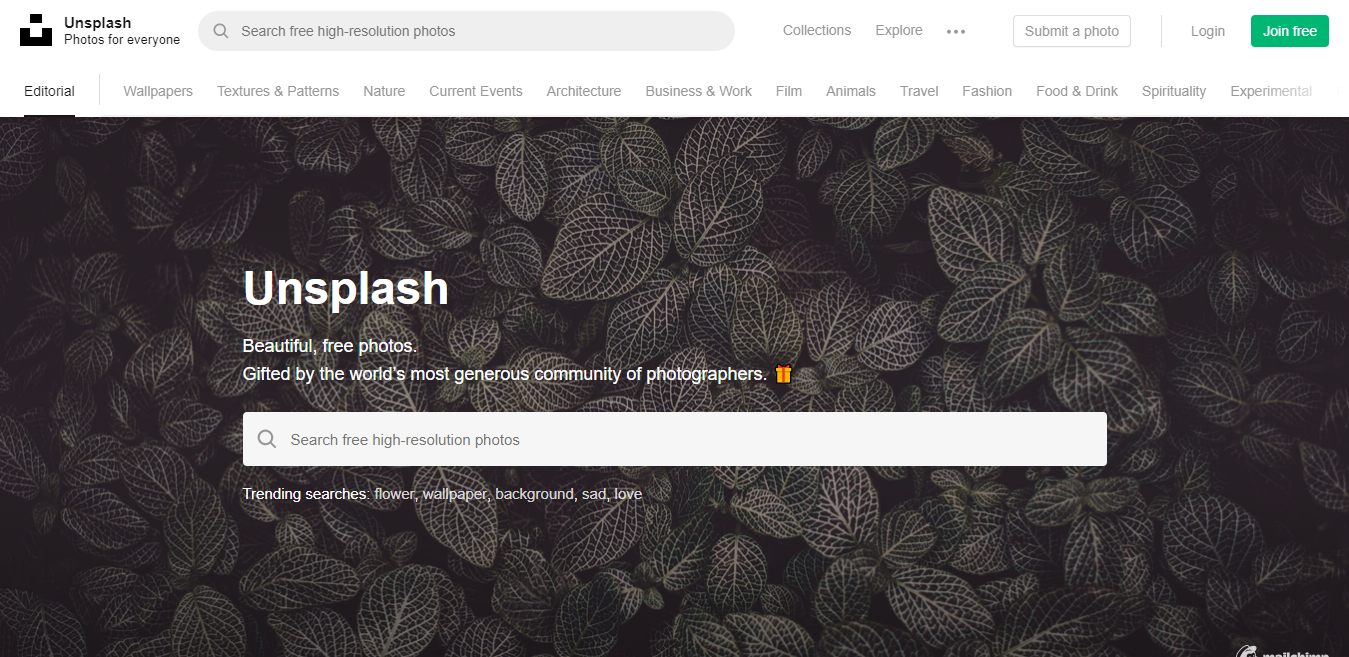 Unsplash
Photos for everyone
Search free high-resolution photos
Collections Explore ••• Submit a photo Login Join free
Editorial Wallpapers Textures & Patterns Nature Current Events Architecture Business & Work Film Animals Travel Fashion Food & Drink Spirituality Experimental
Unsplash
Beautiful, free photos.
Gifted by the world's most generous community of photographers. 🎁
Search free high-resolution photos
Trending searches: flower, wallpaper, background, sad, love
mailchimp